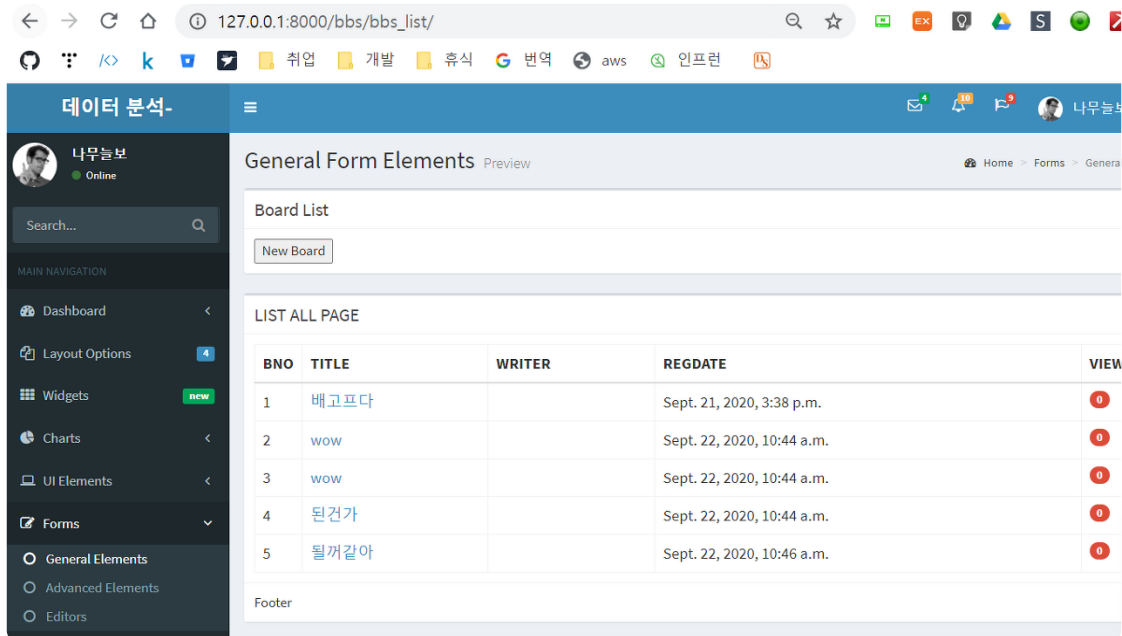 127.0.0.1:8000/bbs/bbs_list/
EX
S
취업 개발 휴식 번역 aws 인프런
데이터 분석-
4 10 9 나무늘보
나무늘보
Online
General Form Elements Preview
Home > Forms > Genera
Search...
Board List
New Board
MAIN NAVIGATION
Dashboard
LIST ALL PAGE
Layout Options 4
BNO TITLE WRITER REGDATE VIEW
Widgets new
1 배고프다 Sept. 21, 2020, 3:38 p.m. 0
Charts
2 wow Sept. 22, 2020, 10:44 a.m. 0
UI Elements
3 wow Sept. 22, 2020, 10:44 a.m. 0
Forms
4 된건가 Sept. 22, 2020, 10:44 a.m. 0
General Elements
5 될꺼같아 Sept. 22, 2020, 10:46 a.m. 0
Advanced Elements
Footer
Editors